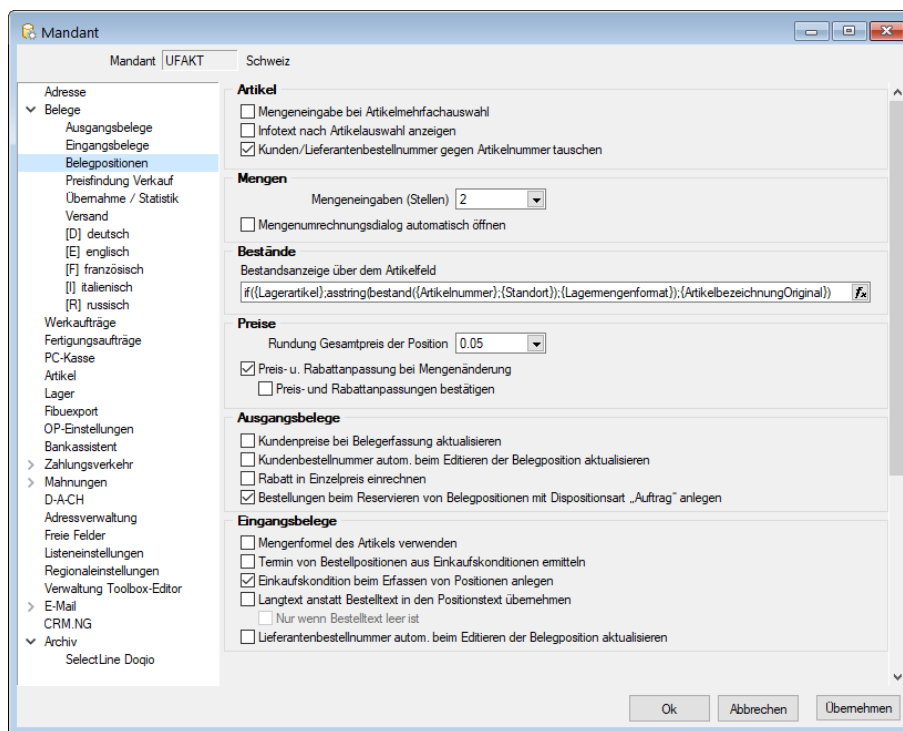 Mandant
Mandant UFAKT Schweiz
Adresse
Belege
Ausgangsbelege
Eingangsbelege
Belegpositionen
Preisfindung Verkauf
Übernahme / Statistik
Versand
[D] deutsch
[E] englisch
[F] französisch
[I] italienisch
[R] russisch
Werkaufträge
Fertigungsaufträge
PC-Kasse
Artikel
Lager
Fibuexport
OP-Einstellungen
Bankassistent
Zahlungsverkehr
Mahnungen
D-A-CH
Adressverwaltung
Freie Felder
Listeneinstellungen
Regionaleinstellungen
Verwaltung Toolbox-Editor
E-Mail
CRM.NG
Archiv
SelectLine Doqio
Artikel
Mengeneingabe bei Artikelmehrfachauswahl
Infotext nach Artikelauswahl anzeigen
Kunden/Lieferantenbestellnummer gegen Artikelnummer tauschen
Mengen
Mengeneingaben (Stellen) 2
Mengenumrechnungsdialog automatisch öffnen
Bestände
Bestandsanzeige über dem Artikelfeld
if({Lagerartikel};asstring(bestand({Artikelnummer};{Standort});{Lagermengenformat});{ArtikelbezeichnungOriginal}) fx
Preise
Rundung Gesamtpreis der Position 0.05
Preis- u. Rabattanpassung bei Mengenänderung
Preis- und Rabattanpassungen bestätigen
Ausgangsbelege
Kundenpreise bei Belegerfassung aktualisieren
Kundenbestellnummer autom. beim Editieren der Belegposition aktualisieren
Rabatt in Einzelpreis einrechnen
Bestellungen beim Reservieren von Belegpositionen mit Dispositionsart „Auftrag" anlegen
Eingangsbelege
Mengenformel des Artikels verwenden
Termin von Bestellpositionen aus Einkaufskonditionen ermitteln
Einkaufskondition beim Erfassen von Positionen anlegen
Langtext anstatt Bestelltext in den Positionstext übernehmen
Nur wenn Bestelltext leer ist
Lieferantenbestellnummer autom. beim Editieren der Belegposition aktualisieren
Ok Abbrechen Übernehmen